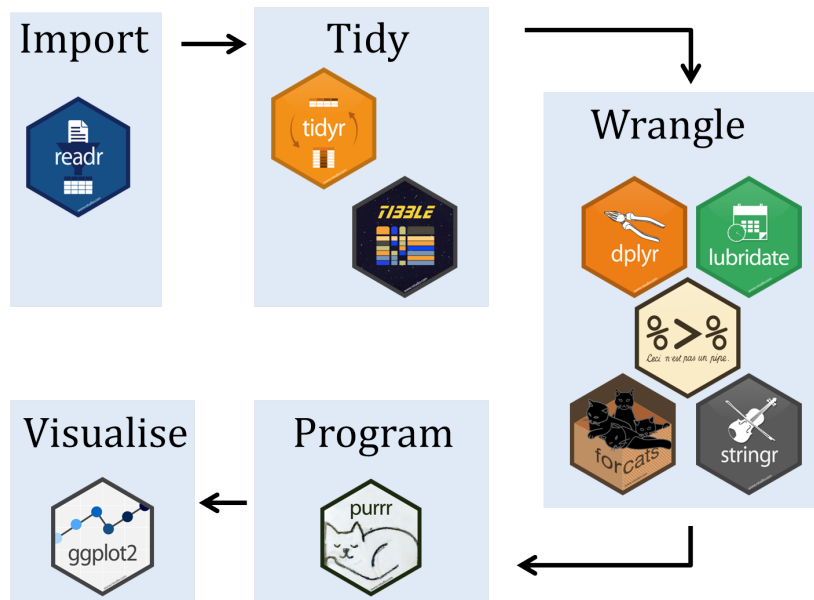 Import
readr
Tidy
tidyr
TIBBLE
Wrangle
dplyr
lubridate
%>%
Ceci n'est pas un pipe.
forcats
stringr
Program
purrr
Visualise
ggplot2